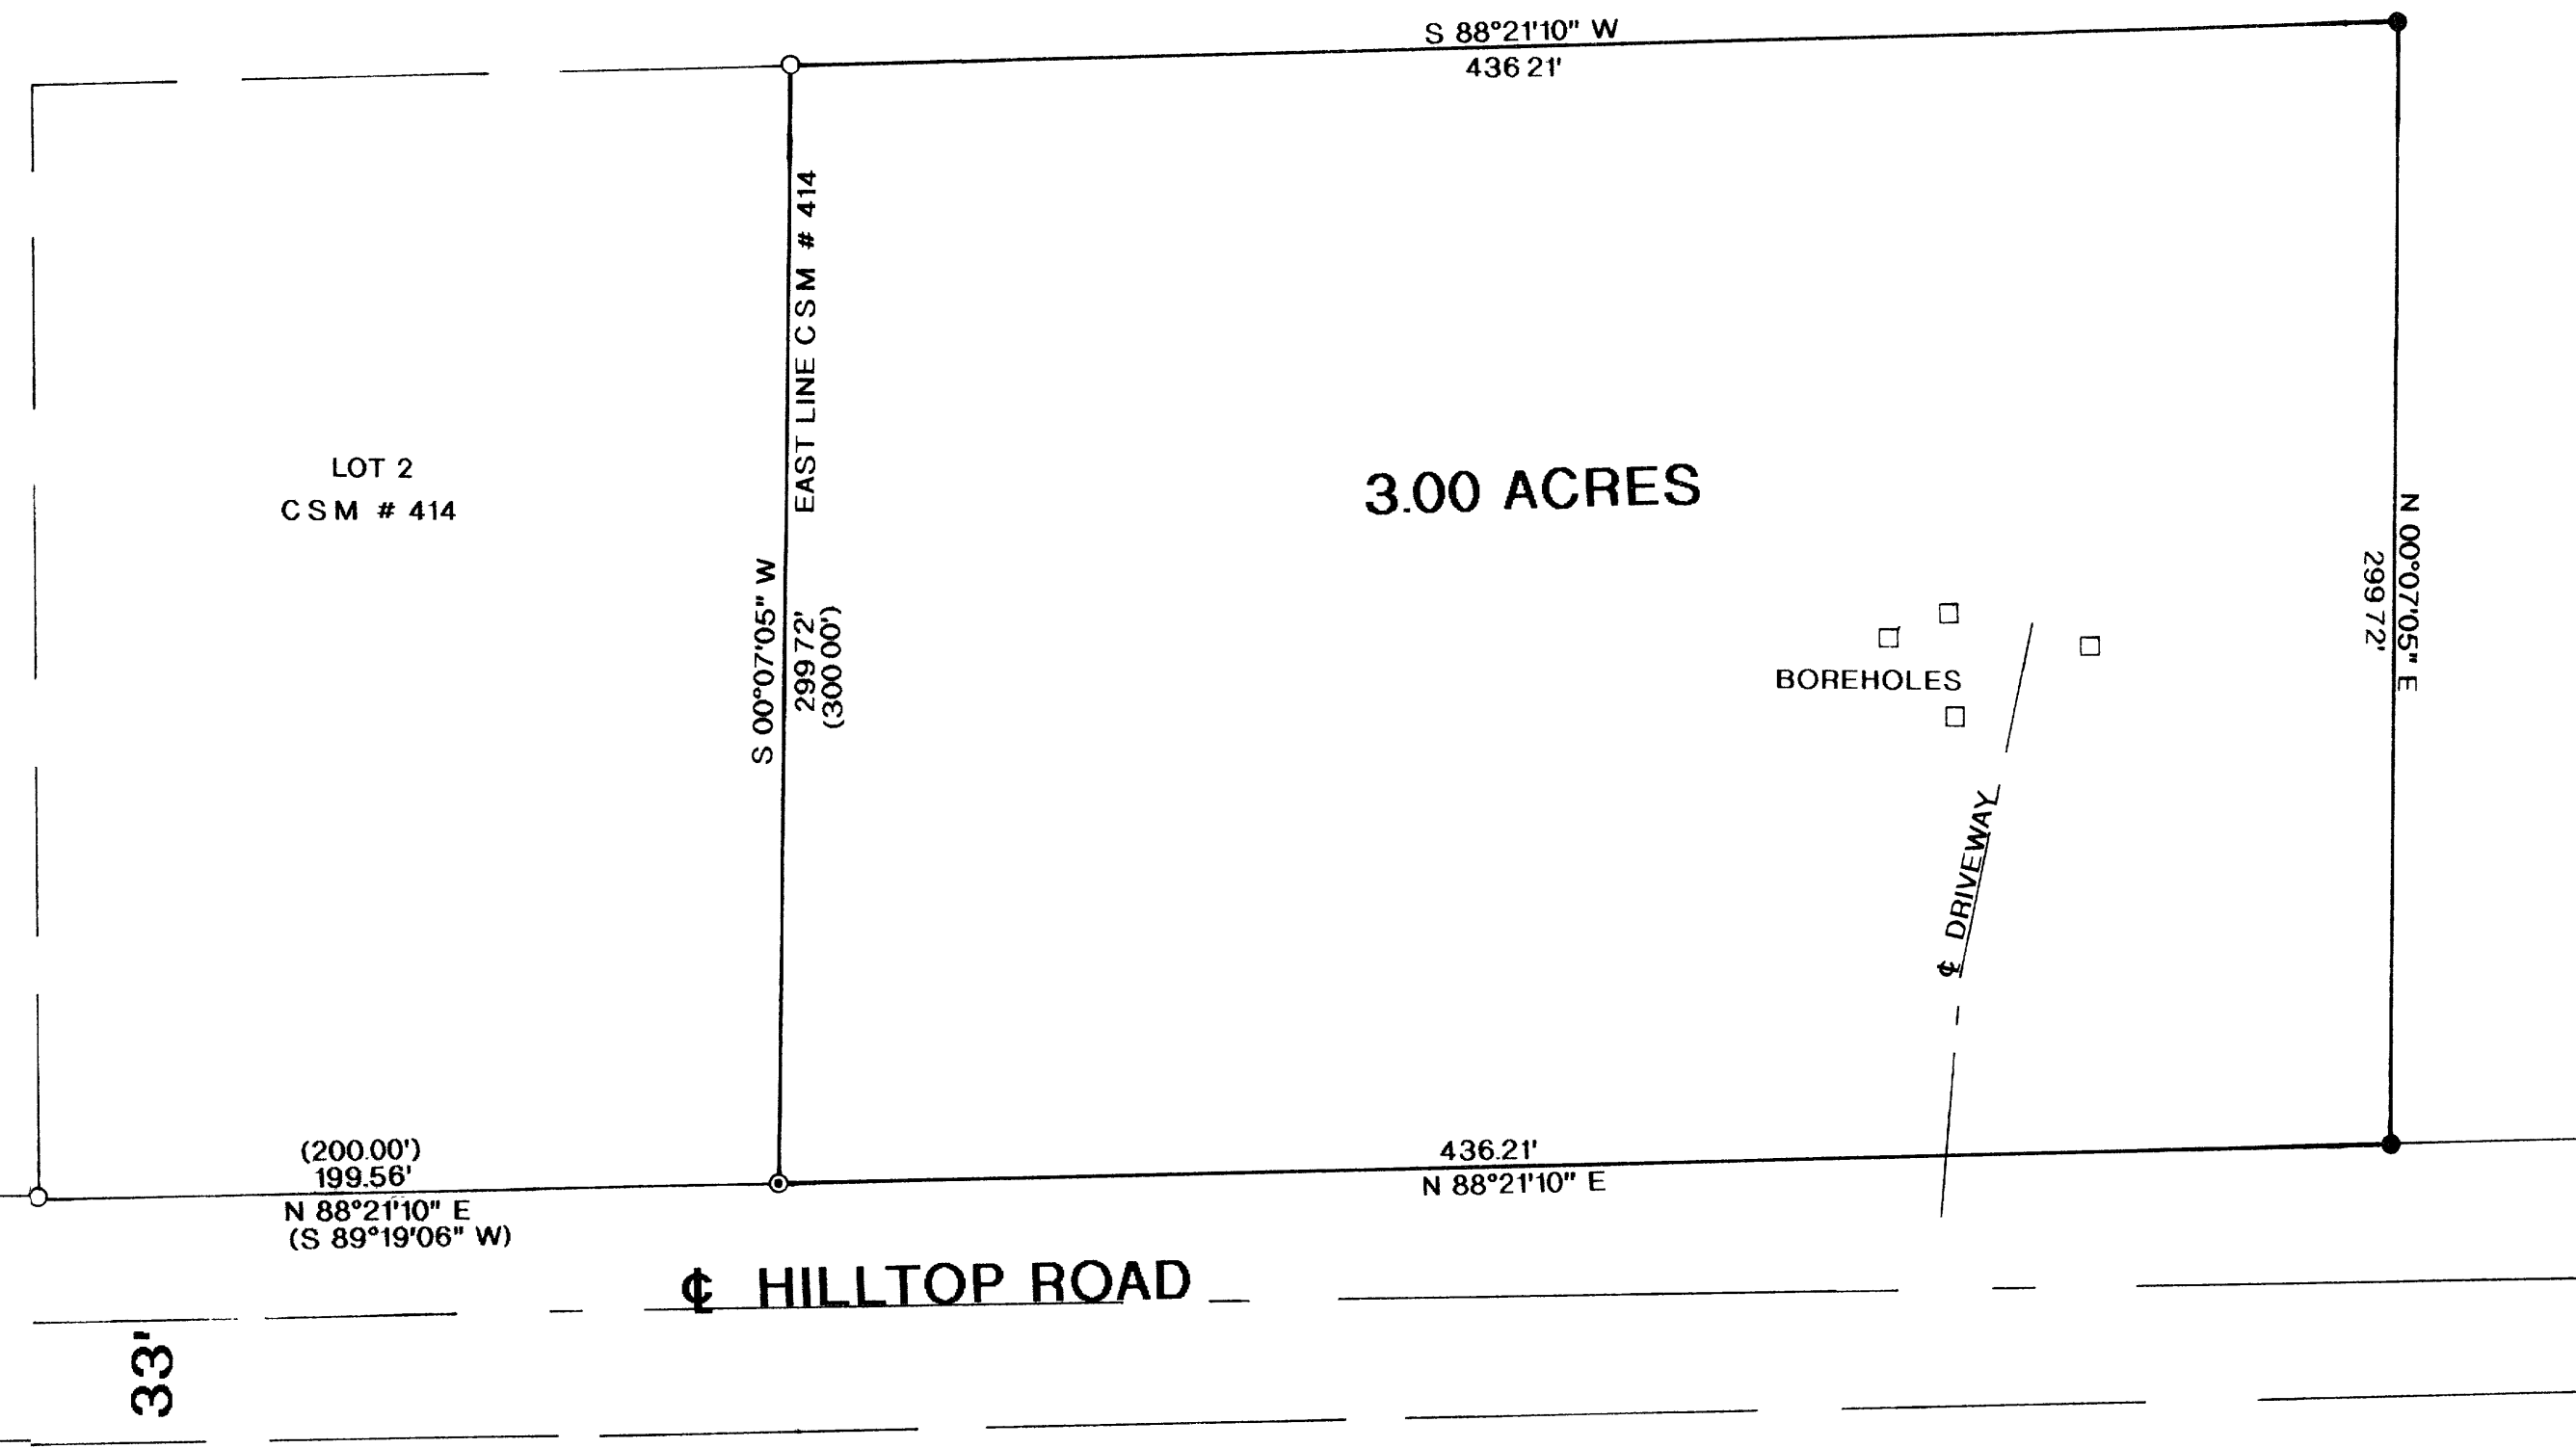 S 88°21'10" W
436 21'
EAST LINE C S M # 414
LOT 2
C S M # 414
3.00 ACRES
S 00°07'05" W
299 72'
(300 00')
N 00°07'05" E
299 72'
BOREHOLES
℄ DRIVEWAY
(200.00')
199.56'
N 88°21'10" E
(S 89°19'06" W)
436.21'
N 88°21'10" E
℄ HILLTOP ROAD
33'